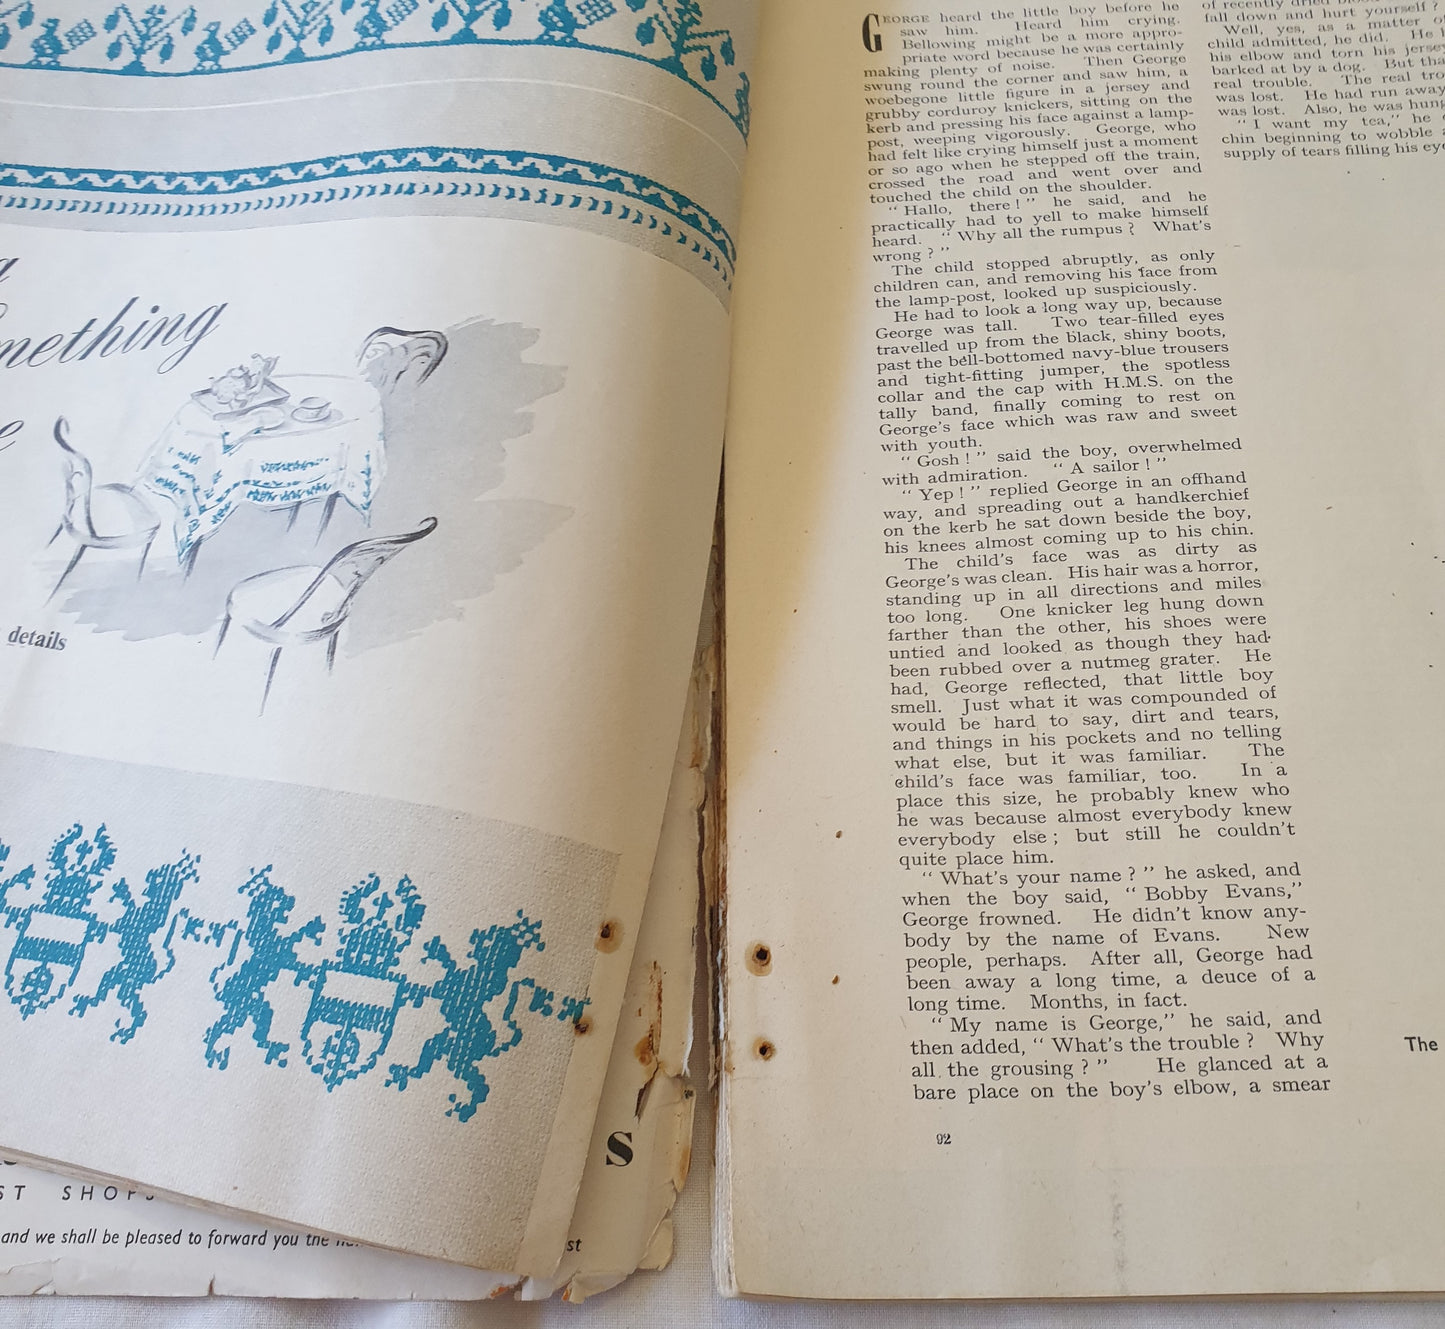 mething
details
ST SHOPS
and we shall be pleased to forward you the
S
st
GEORGE heard the little boy before he
saw him. Heard him crying.
Bellowing might be a more appro-
priate word because he was certainly
making plenty of noise. Then George
swung round the corner and saw him, a
woebegone little figure in a jersey and
grubby corduroy knickers, sitting on the
kerb and pressing his face against a lamp-
post, weeping vigorously. George, who
had felt like crying himself just a moment
or so ago when he stepped off the train,
crossed the road and went over and
touched the child on the shoulder.
“ Hallo, there ! ” he said, and he
practically had to yell to make himself
heard. “ Why all the rumpus ? What's
wrong ? ”
The child stopped abruptly, as only
children can, and removing his face from
the lamp-post, looked up suspiciously.
He had to look a long way up, because
George was tall. Two tear-filled eyes
travelled up from the black, shiny boots,
past the bell-bottomed navy-blue trousers
and tight-fitting jumper, the spotless
collar and the cap with H.M.S. on the
tally band, finally coming to rest on
George's face which was raw and sweet
with youth.
“ Gosh ! ” said the boy, overwhelmed
with admiration. “ A sailor ! ”
“ Yep ! ” replied George in an offhand
way, and spreading out a handkerchief
on the kerb he sat down beside the boy,
his knees almost coming up to his chin.
The child's face was as dirty as
George's was clean. His hair was a horror,
standing up in all directions and miles
too long. One knicker leg hung down
farther than the other, his shoes were
untied and looked as though they had
been rubbed over a nutmeg grater. He
had, George reflected, that little boy
smell. Just what it was compounded of
would be hard to say, dirt and tears,
and things in his pockets and no telling
what else, but it was familiar. The
child's face was familiar, too. In a
place this size, he probably knew who
he was because almost everybody knew
everybody else ; but still he couldn't
quite place him.
“ What's your name ? ” he asked, and
when the boy said, “ Bobby Evans,”
George frowned. He didn't know any-
body by the name of Evans. New
people, perhaps. After all, George had
been away a long time, a deuce of a
long time. Months, in fact.
“ My name is George,” he said, and
then added, “ What's the trouble ? Why
all the grousing ? ” He glanced at a
bare place on the boy's elbow, a smear
92
of recently dried
fall down and hurt yourself ?
Well, yes, as a matter o
child admitted, he did. He
his elbow and torn his jersey
barked at by a dog. But tha
real trouble. The real tro
was lost. He had run away
was lost. Also, he was hung
“ I want my tea,” he
chin beginning to wobble
supply of tears filling his eye
The